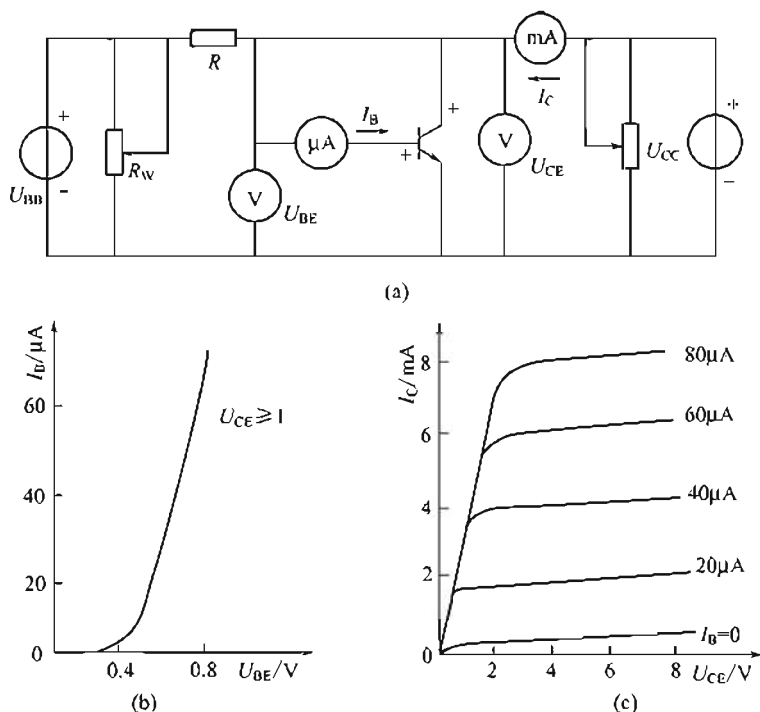 mA
R
I_B
I_C
+
+
+
+
μA
V
R_W
V
U_CC
U_CE
-
-
U_BB
U_BE
(a)
I_B/μA
60
40
20
0
0.4
0.8
U_CE≥1
U_BE/V
(b)
I_C/mA
8
6
4
2
0
80μA
60μA
40μA
20μA
I_B=0
2
4
6
8
U_CE/V
(c)